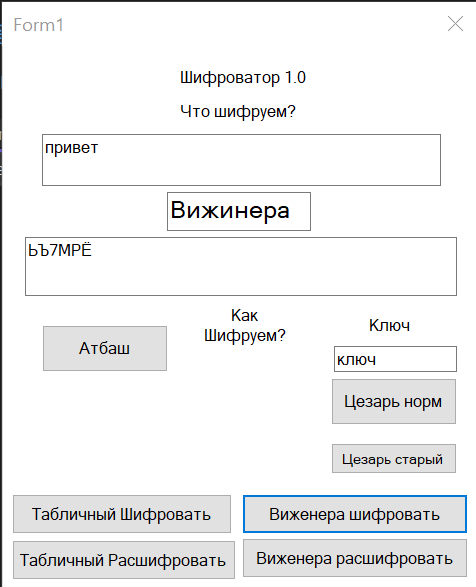 Form1
Шифроватор 1.0
Что шифруем?
привет
Вижинера
ЬЪ7МРЁ
Как
Шифруем?
Ключ
Атбаш
ключ
Цезарь норм
Цезарь старый
Табличный Шифровать
Виженера шифровать
Табличный Расшифровать
Виженера расшифровать